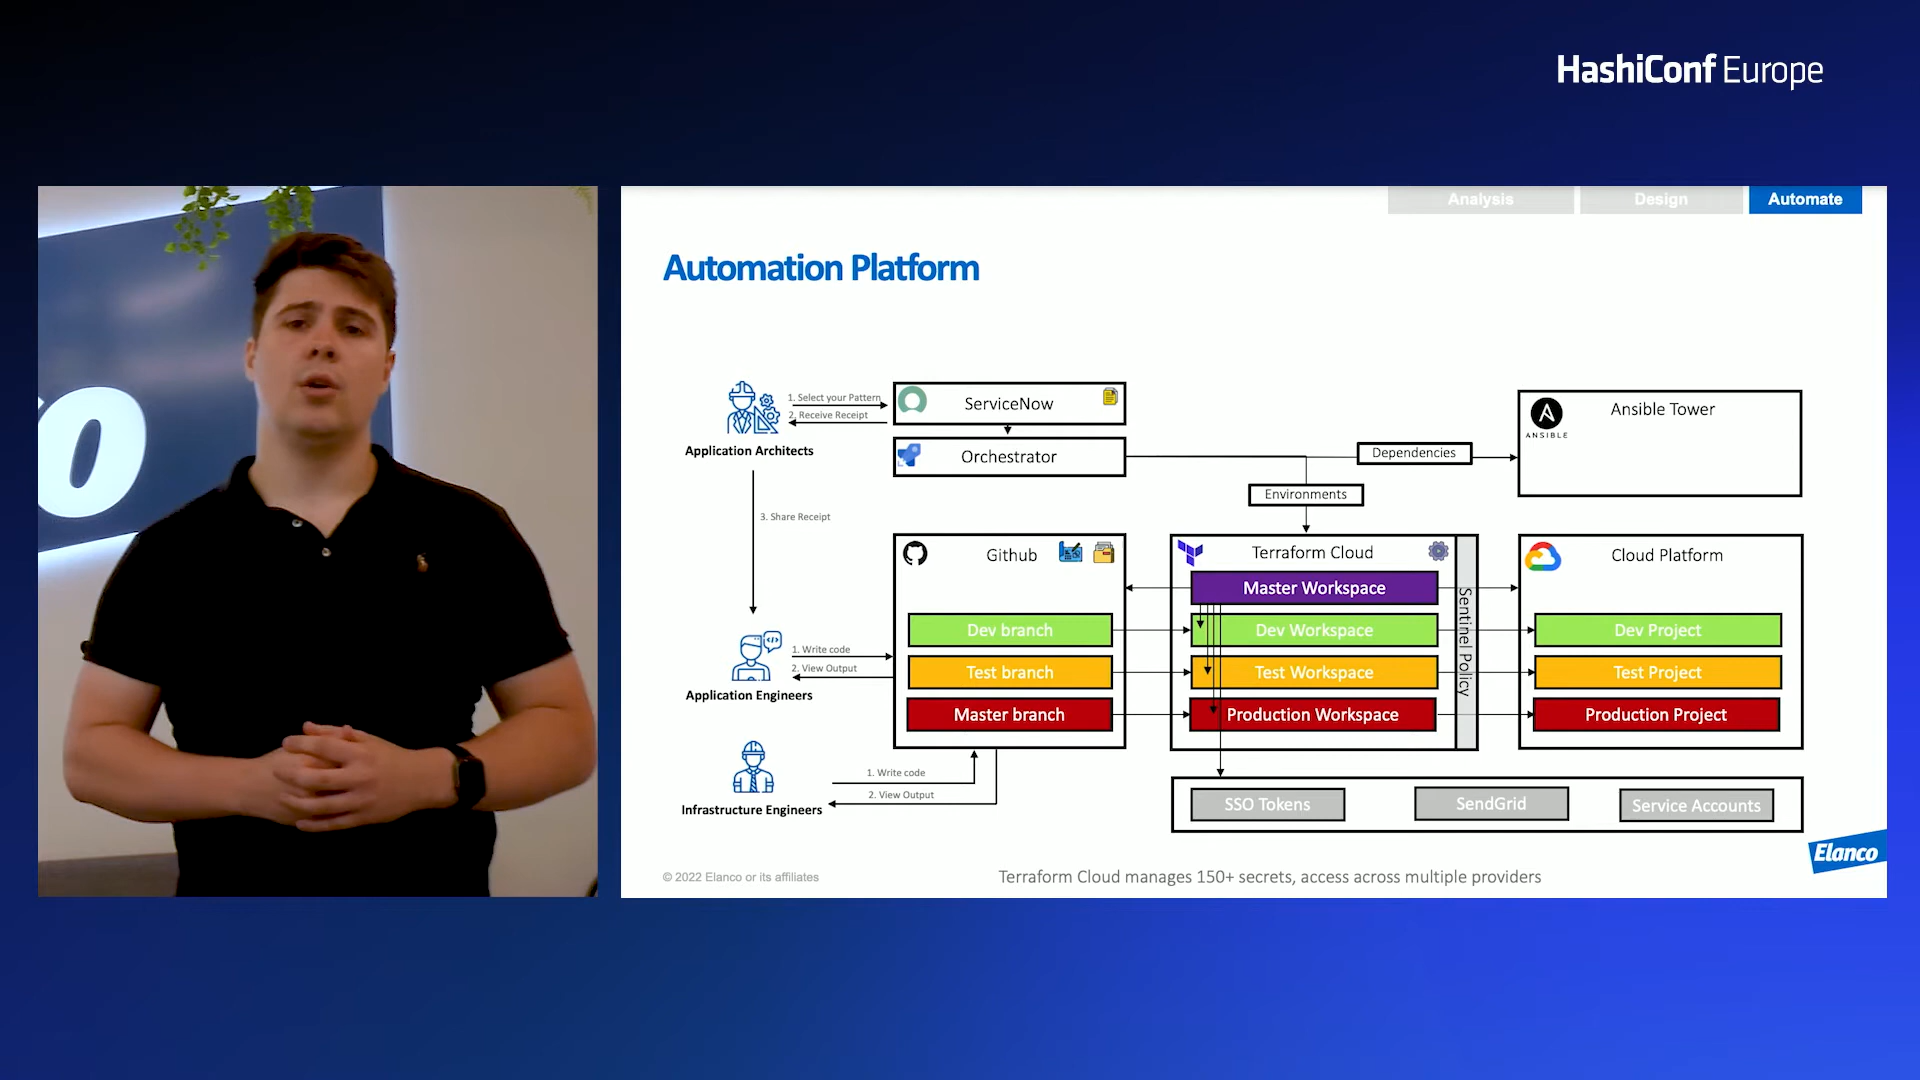 HashiConf Europe
Analysis
Design
Automate
Automation Platform
1. Select your Pattern
2. Receive Receipt
Application Architects
ServiceNow
Orchestrator
Dependencies
Environments
ANSIBLE
Ansible Tower
3. Share Receipt
Github
Dev branch
Test branch
Master branch
Terraform Cloud
Master Workspace
Dev Workspace
Test Workspace
Production Workspace
Sentinel Policy
Cloud Platform
Dev Project
Test Project
Production Project
1. Write code
2. View Output
Application Engineers
1. Write code
2. View Output
Infrastructure Engineers
SSO Tokens
SendGrid
Service Accounts
Elanco
© 2022 Elanco or its affiliates
Terraform Cloud manages 150+ secrets, access across multiple providers